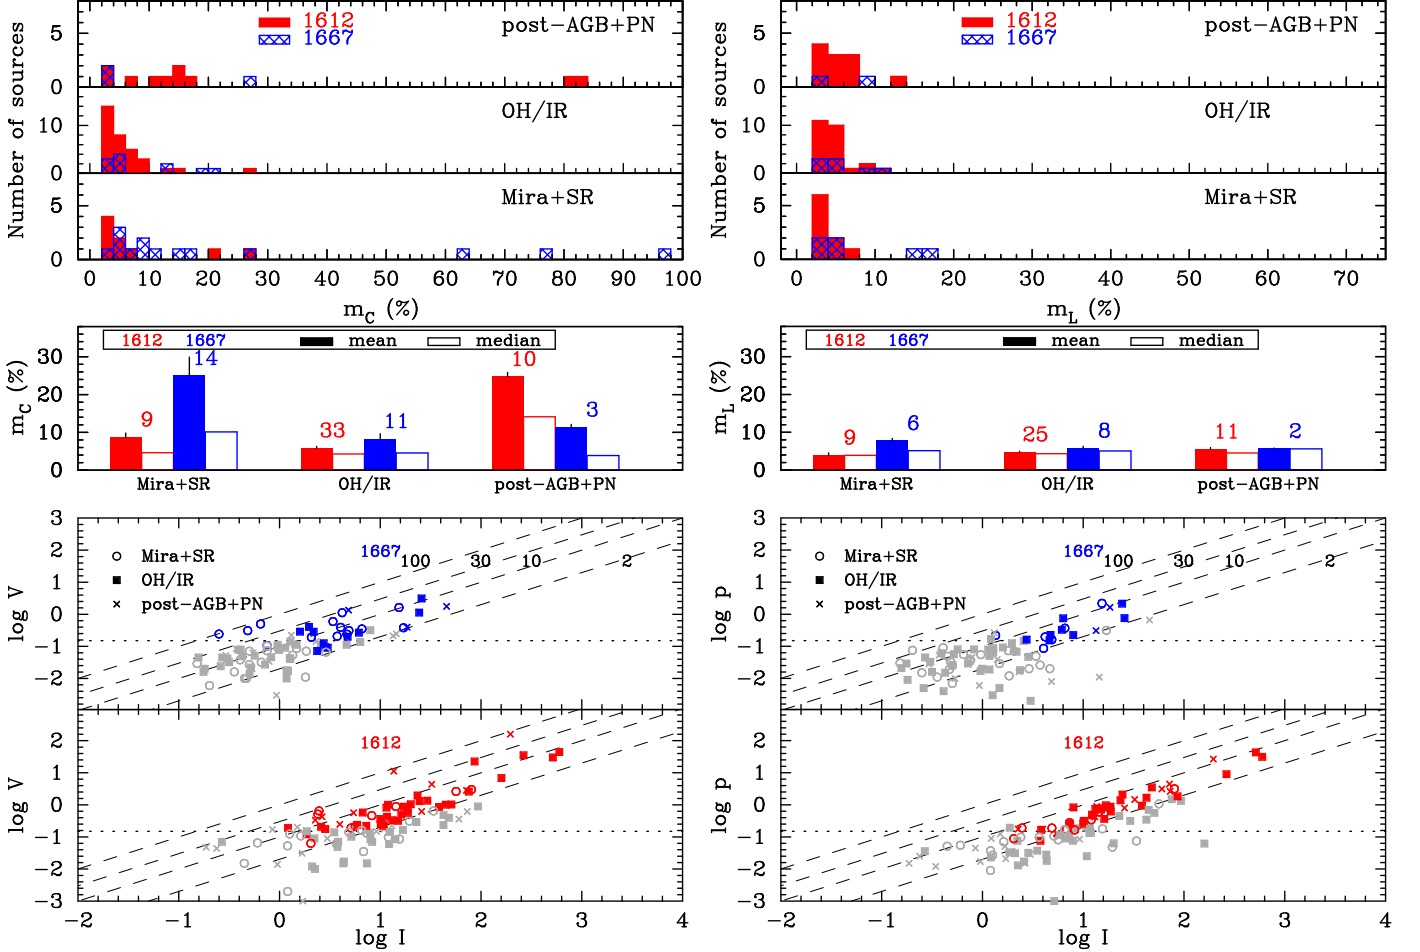 1612
1667
post-AGB+PN
5
0
OH/IR
10
0
Mira+SR
5
0
Number of sources
0 10 20 30 40 50 60 70 80 90 100
m_C (%)
1612
1667
post-AGB+PN
5
0
OH/IR
10
0
Mira+SR
5
0
Number of sources
0 10 20 30 40 50 60 70
m_L (%)
1612 1667 mean median
30
20
10
0
m_C (%)
9 14 33 11 10 3
Mira+SR OH/IR post-AGB+PN
1612 1667 mean median
30
20
10
0
m_L (%)
9 6 25 8 11 2
Mira+SR OH/IR post-AGB+PN
3
2
1
0
-1
-2
log V
Mira+SR
OH/IR
post-AGB+PN
1667
100 30 10 2
2
1
0
-1
-2
-3
log V
1612
-2 -1 0 1 2 3 4
log I
3
2
1
0
-1
-2
log p
Mira+SR
OH/IR
post-AGB+PN
1667
100 30 10 2
2
1
0
-1
-2
-3
log p
1612
-2 -1 0 1 2 3 4
log I